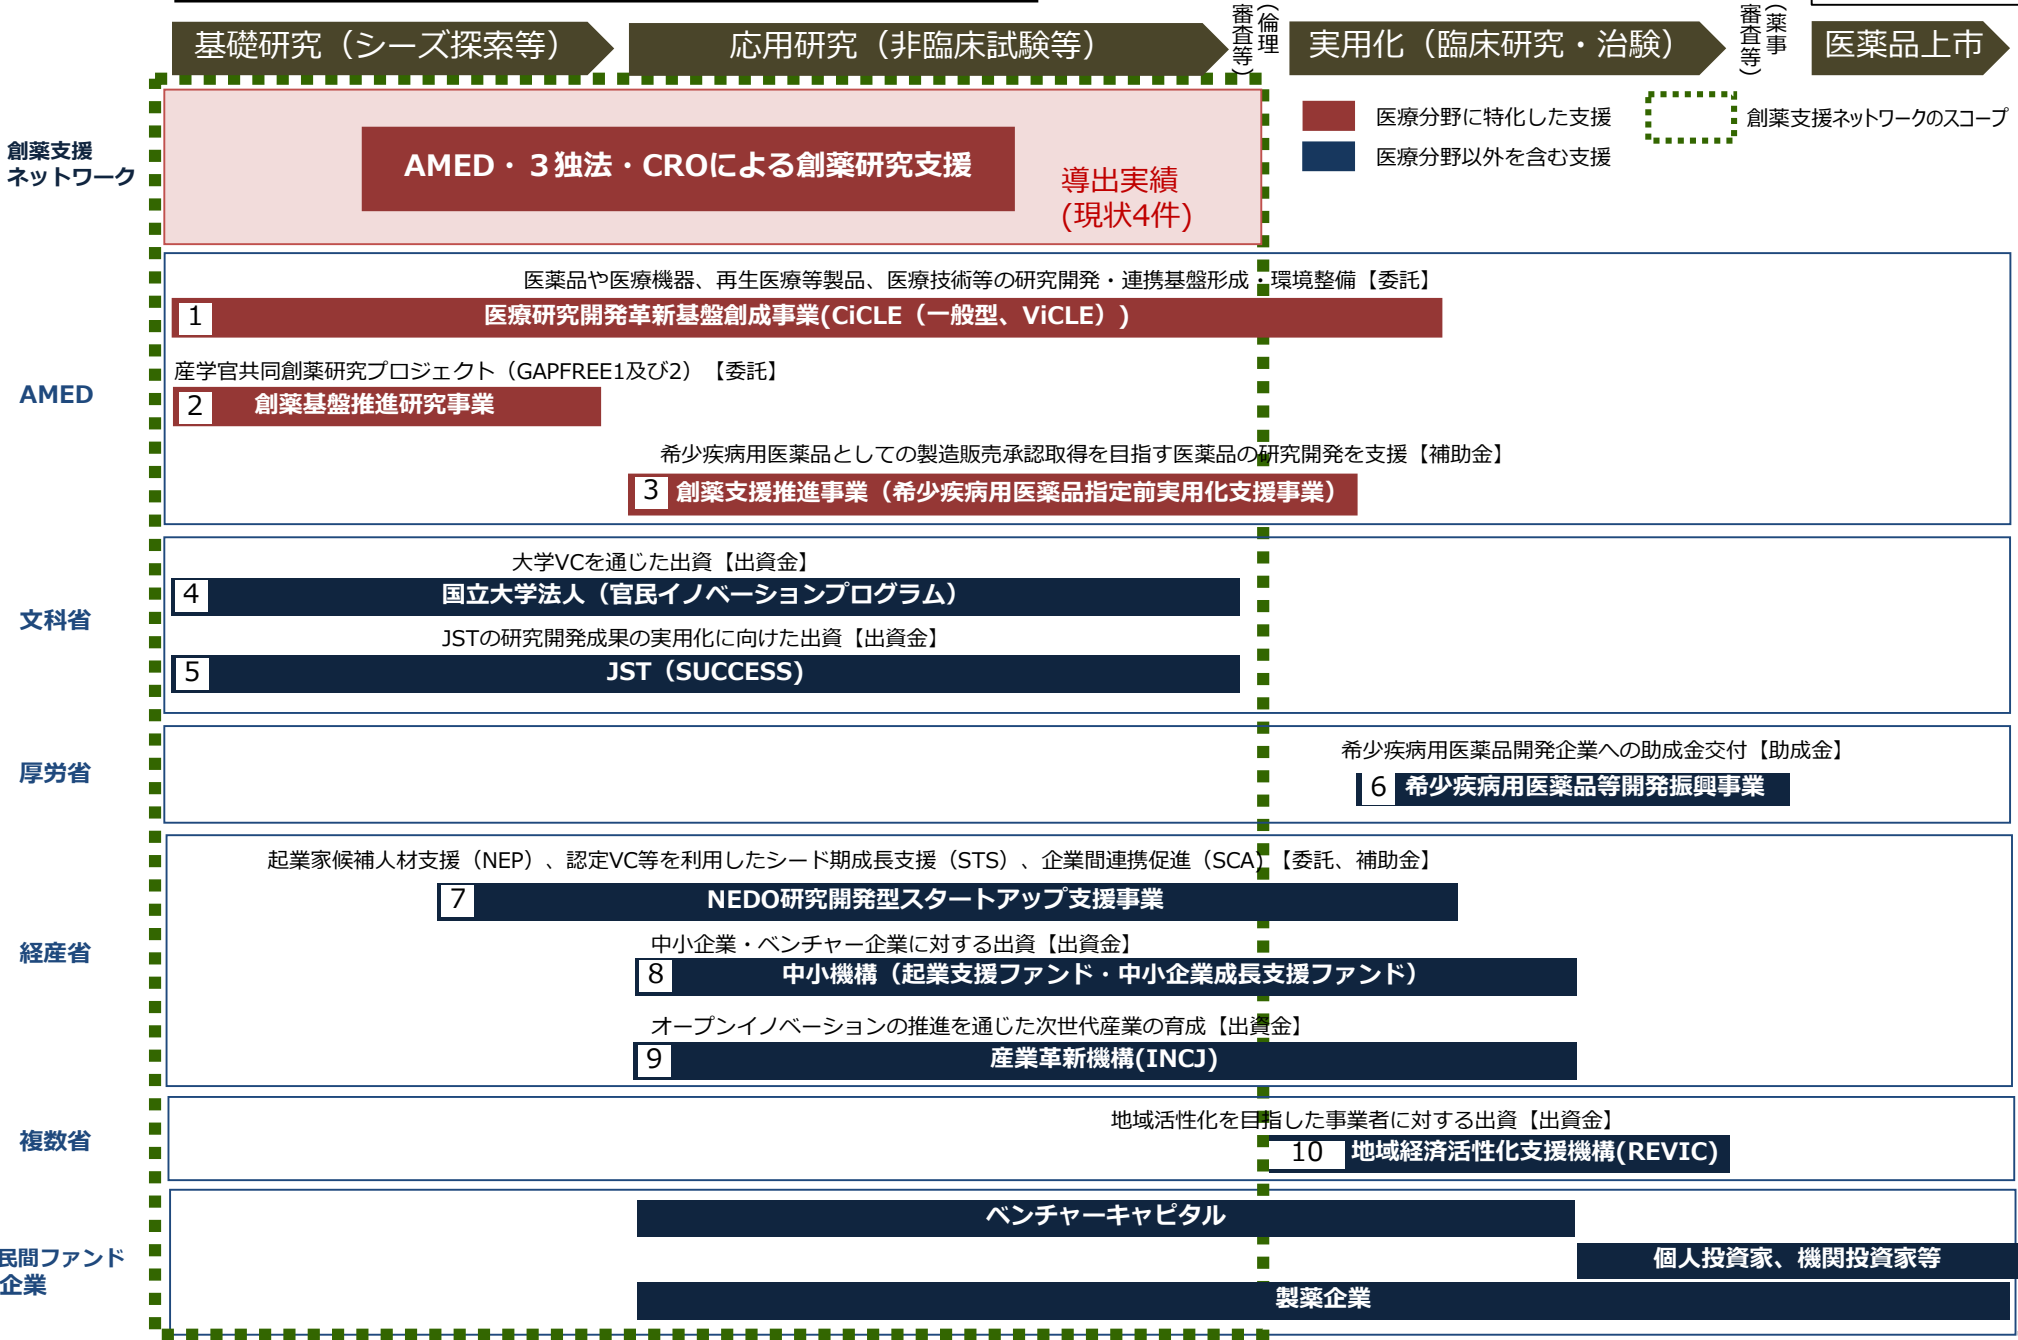 基礎研究（シーズ探索等）
応用研究（非臨床試験等）
（倫理
審査等）
実用化（臨床研究・治験）
（薬事
審査等）
医薬品上市
医療分野に特化した支援
創薬支援ネットワークのスコープ
医療分野以外を含む支援
創薬支援
ネットワーク
AMED・３独法・CROによる創薬研究支援
導出実績
(現状4件)
AMED
医薬品や医療機器、再生医療等製品、医療技術等の研究開発・連携基盤形成・環境整備【委託】
1 医療研究開発革新基盤創成事業(CiCLE（一般型、ViCLE）)
産学官共同創薬研究プロジェクト（GAPFREE1及び2）【委託】
2 創薬基盤推進研究事業
希少疾病用医薬品としての製造販売承認取得を目指す医薬品の研究開発を支援【補助金】
3 創薬支援推進事業（希少疾病用医薬品指定前実用化支援事業）
文科省
大学VCを通じた出資【出資金】
4 国立大学法人（官民イノベーションプログラム）
JSTの研究開発成果の実用化に向けた出資【出資金】
5 JST（SUCCESS)
厚労省
希少疾病用医薬品開発企業への助成金交付【助成金】
6 希少疾病用医薬品等開発振興事業
経産省
起業家候補人材支援（NEP）、認定VC等を利用したシード期成長支援（STS）、企業間連携促進（SCA)【委託、補助金】
7 NEDO研究開発型スタートアップ支援事業
中小企業・ベンチャー企業に対する出資【出資金】
8 中小機構（起業支援ファンド・中小企業成長支援ファンド）
オープンイノベーションの推進を通じた次世代産業の育成【出資金】
9 産業革新機構(INCJ)
複数省
地域活性化を目指した事業者に対する出資【出資金】
10 地域経済活性化支援機構(REVIC)
民間ファンド
企業
ベンチャーキャピタル
個人投資家、機関投資家等
製薬企業